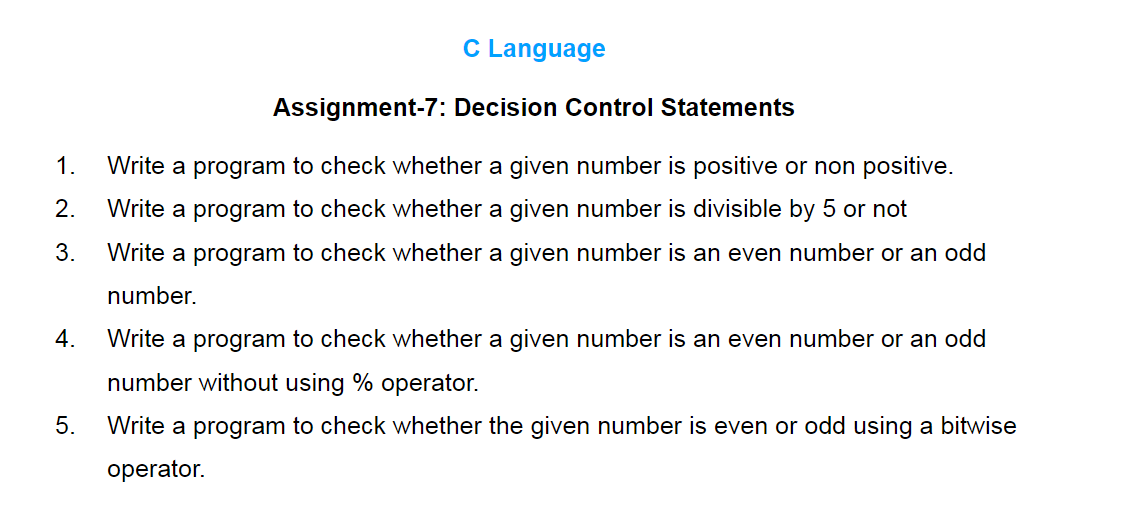 C Language
Assignment-7: Decision Control Statements
1. Write a program to check whether a given number is positive or non positive.
2. Write a program to check whether a given number is divisible by 5 or not
3. Write a program to check whether a given number is an even number or an odd
number.
4. Write a program to check whether a given number is an even number or an odd
number without using % operator.
5. Write a program to check whether the given number is even or odd using a bitwise
operator.